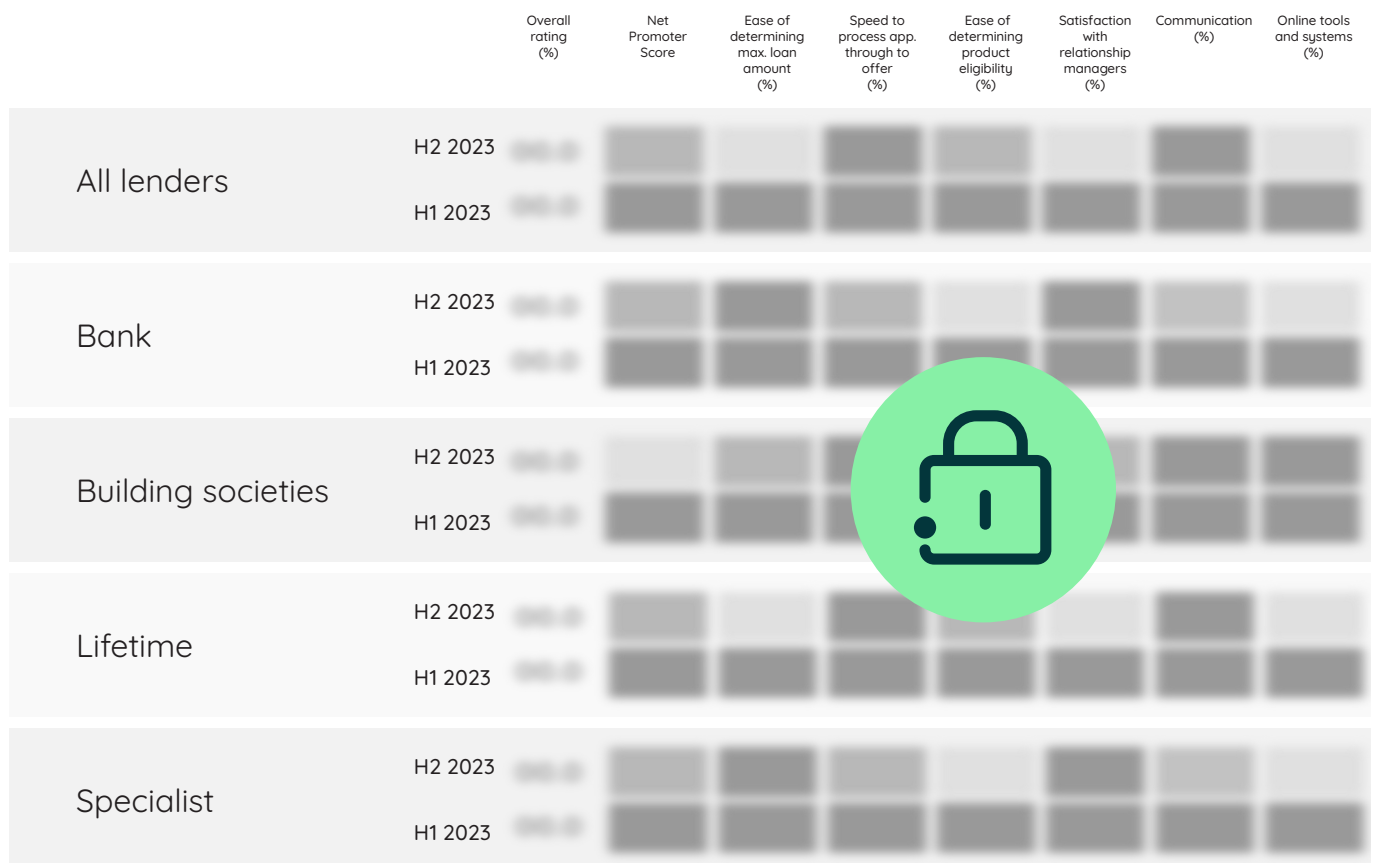 Overall
rating
(%)
Net
Promoter
Score
Ease of
determining
max. loan
amount
(%)
Speed to
process app.
through to
offer
(%)
Ease of
determining
product
eligibility
(%)
Satisfaction
with
relationship
managers
(%)
Communication
(%)
Online tools
and systems
(%)
All lenders
H2 2023
H1 2023
Bank
H2 2023
H1 2023
Building societies
H2 2023
H1 2023
Lifetime
H2 2023
H1 2023
Specialist
H2 2023
H1 2023